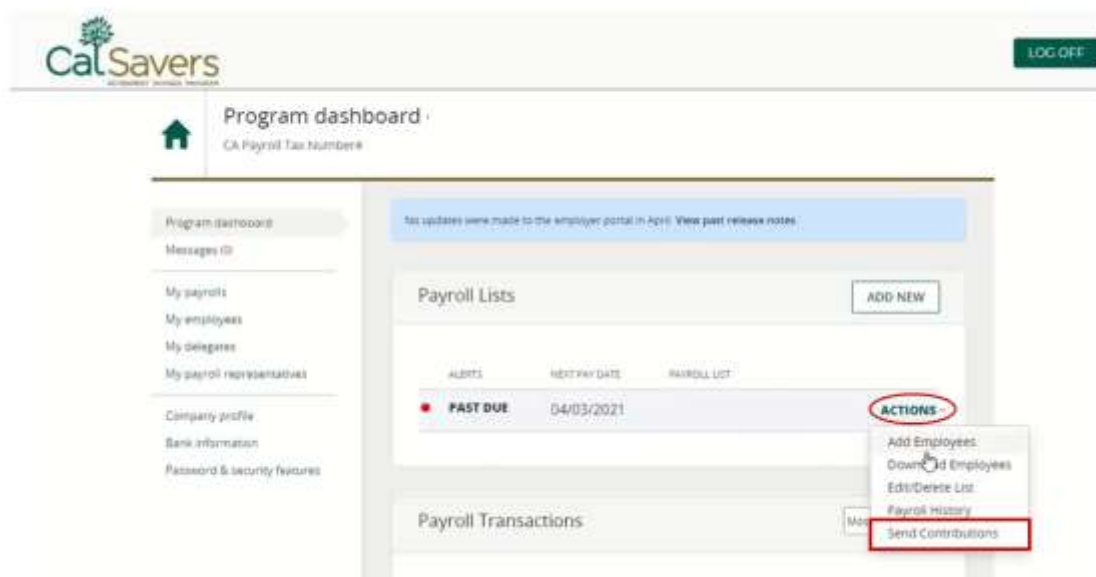 CalSavers
LOG OFF
Program dashboard
CA Payroll Tax Number#
Program dashboard
Messages (0)
No updates were made to the employer portal in April. View past release notes
My payrolls
My employees
My delegates
My payroll representatives
Company profile
Bank information
Password & security features
Payroll Lists
ADD NEW
ALERTS NEXT PAY DATE PAYROLL LIST
PAST DUE 04/03/2021 ACTIONS
Add Employees
Download Employees
Edit/Delete List
Payroll History
Send Contributions
Payroll Transactions